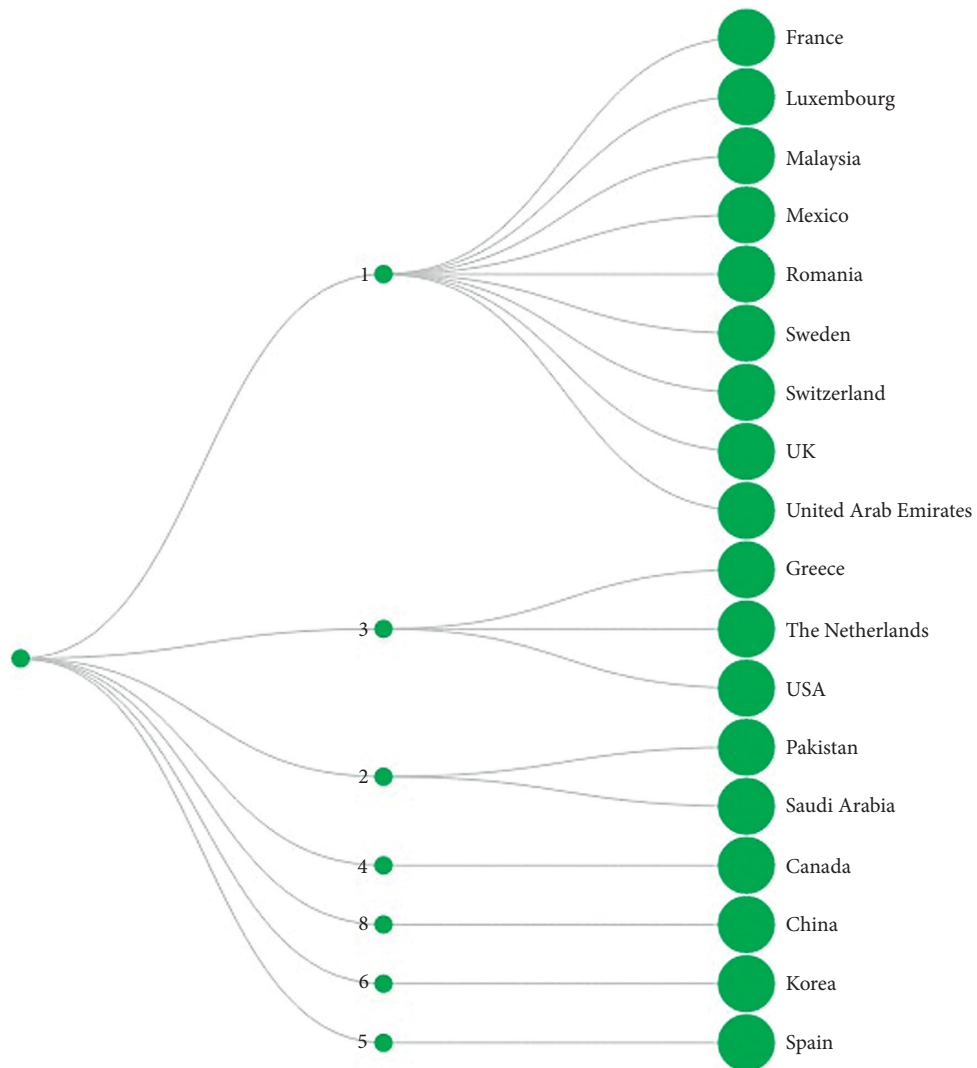 France
Luxembourg
Malaysia
Mexico
1
Romania
Sweden
Switzerland
UK
United Arab Emirates
Greece
3
The Netherlands
USA
Pakistan
2
Saudi Arabia
4
Canada
8
China
6
Korea
5
Spain